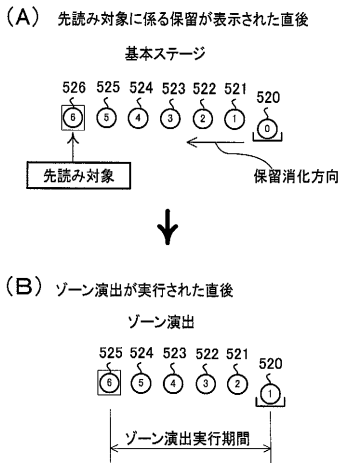 (A) 先読み対象に係る保留が表示された直後
基本ステージ
526 525 524 523 522 521 520
6 5 4 3 2 1 0
先読み対象
保留消化方向
(B) ゾーン演出が実行された直後
ゾーン演出
525 524 523 522 521 520
6 5 4 3 2 1
ゾーン演出実行期間